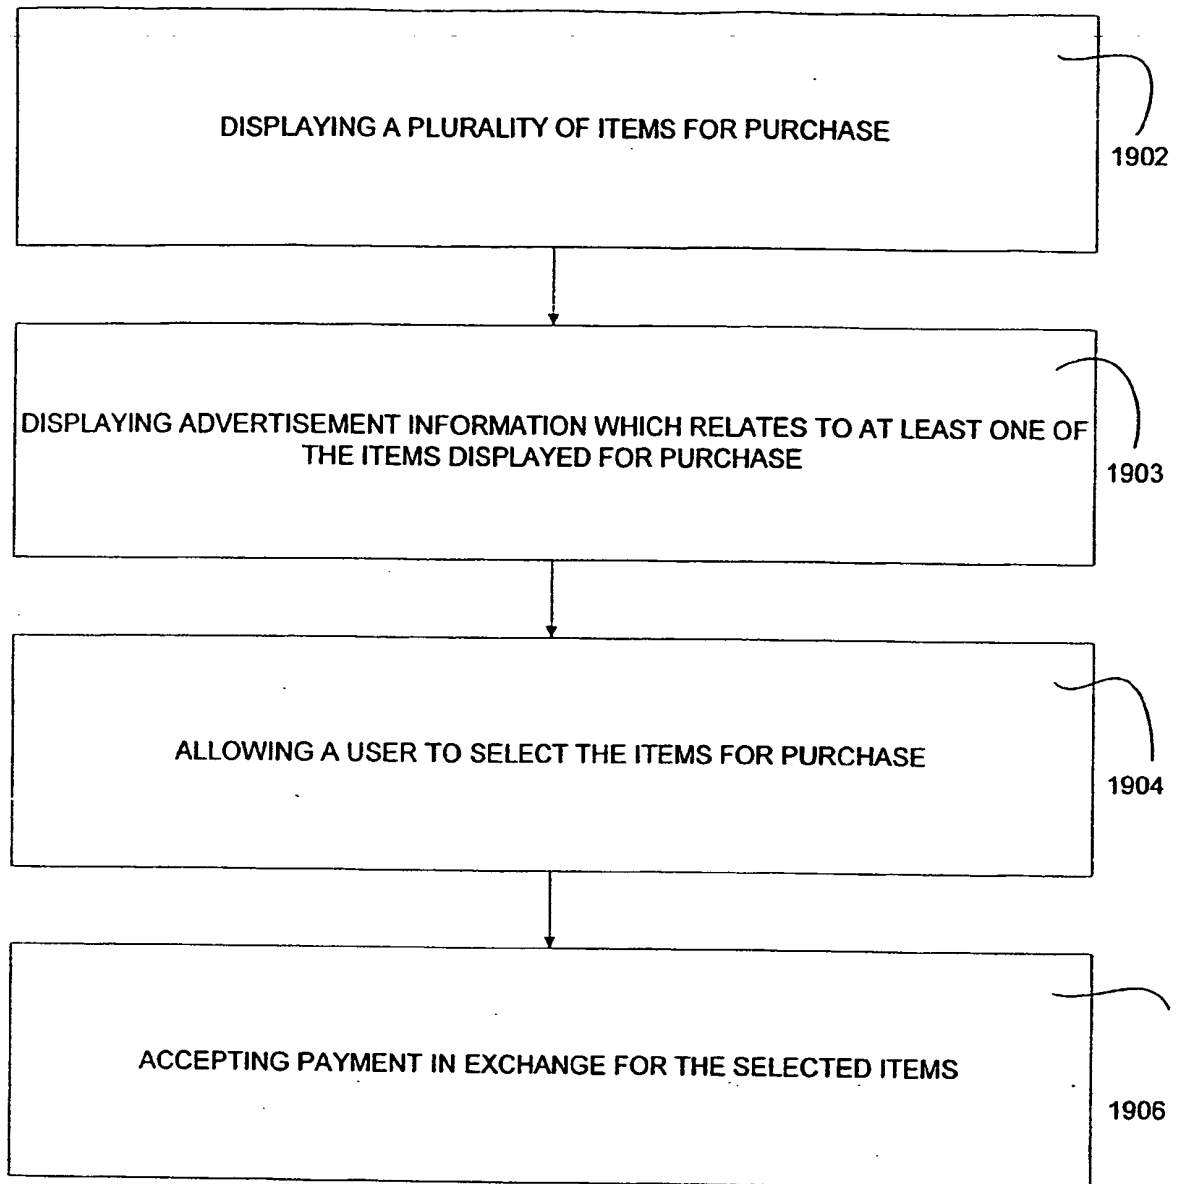 DISPLAYING A PLURALITY OF ITEMS FOR PURCHASE
1902
DISPLAYING ADVERTISEMENT INFORMATION WHICH RELATES TO AT LEAST ONE OF
THE ITEMS DISPLAYED FOR PURCHASE
1903
ALLOWING A USER TO SELECT THE ITEMS FOR PURCHASE
1904
ACCEPTING PAYMENT IN EXCHANGE FOR THE SELECTED ITEMS
1906